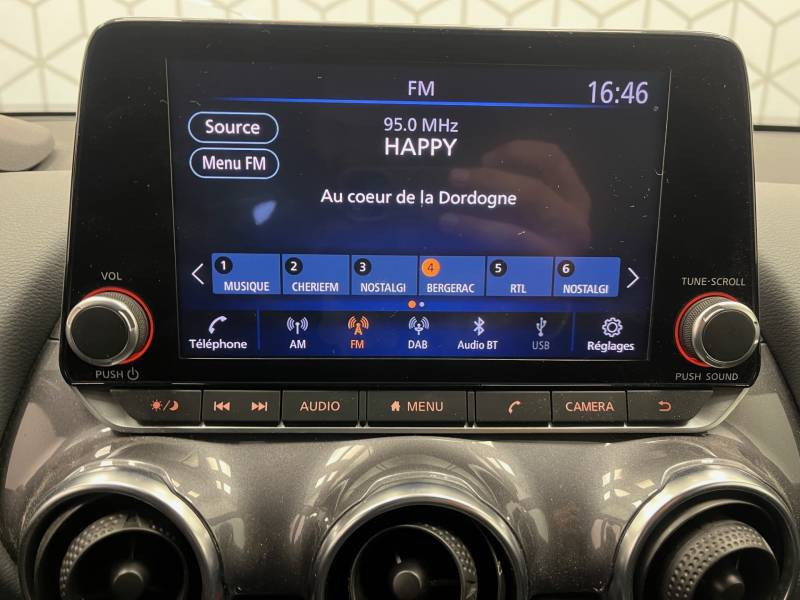 FM
16:46
Source
95.0 MHz
HAPPY
Menu FM
Au coeur de la Dordogne
1 MUSIQUE
2 CHERIEFM
3 NOSTALGI
4 BERGERAC
5 RTL
6 NOSTALGI
Téléphone
AM
FM
DAB
Audio BT
USB
Réglages
VOL
PUSH
TUNE·SCROLL
PUSH SOUND
AUDIO
MENU
CAMERA